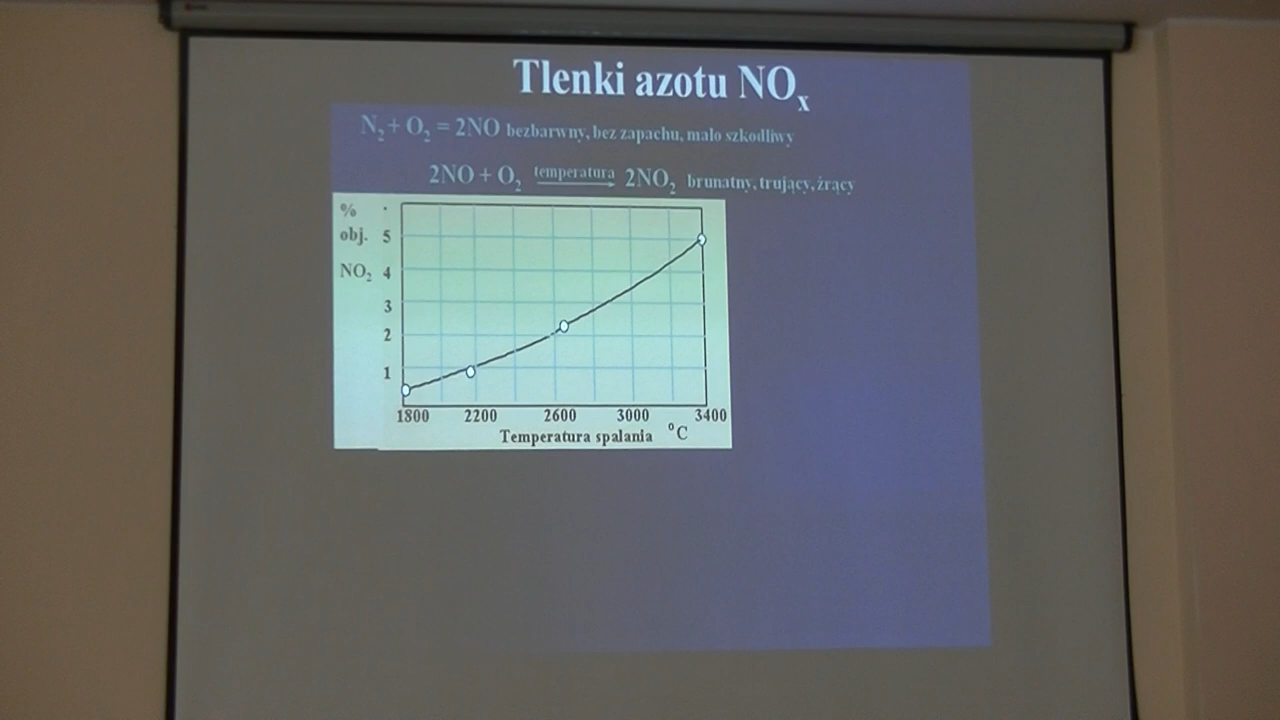 Tlenki azotu NOₓ
N₂ + O₂ = 2NO bezbarwny, bez zapachu, mało szkodliwy
2NO + O₂ temperatura 2NO₂ brunatny, trujący, żrący
%
obj. 5
NO₂ 4
3
2
1
1800 2200 2600 3000 3400
Temperatura spalania °C